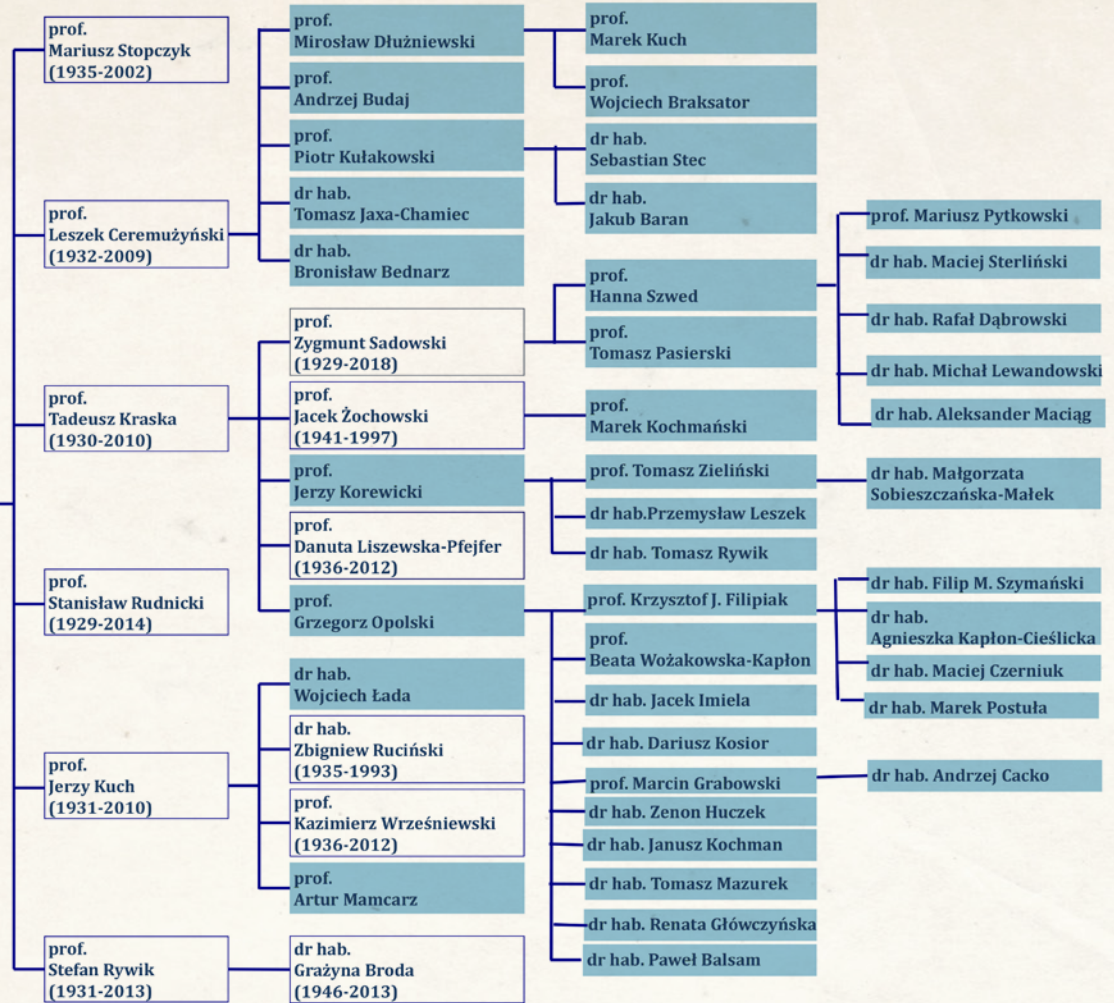 prof.
Mariusz Stopczyk
(1935-2002)
prof.
Leszek Ceremużyński
(1932-2009)
prof.
Tadeusz Kraska
(1930-2010)
prof.
Stanisław Rudnicki
(1929-2014)
prof.
Jerzy Kuch
(1931-2010)
prof.
Stefan Rywik
(1931-2013)
prof.
Mirosław Dłużniewski
prof.
Andrzej Budaj
prof.
Piotr Kułakowski
dr hab.
Tomasz Jaxa-Chamiec
dr hab.
Bronisław Bednarz
prof.
Zygmunt Sadowski
(1929-2018)
prof.
Jacek Żochowski
(1941-1997)
prof.
Jerzy Korewicki
prof.
Danuta Liszewska-Pfejfer
(1936-2012)
prof.
Grzegorz Opolski
dr hab.
Wojciech Łada
dr hab.
Zbigniew Ruciński
(1935-1993)
prof.
Kazimierz Wrześniewski
(1936-2012)
prof.
Artur Mamcarz
dr hab.
Grażyna Broda
(1946-2013)
prof.
Marek Kuch
prof.
Wojciech Braksator
dr hab.
Sebastian Stec
dr hab.
Jakub Baran
prof.
Hanna Szwed
prof.
Tomasz Pasierski
prof.
Marek Kochmański
prof. Tomasz Zieliński
dr hab.Przemysław Leszek
dr hab. Tomasz Rywik
prof. Krzysztof J. Filipiak
prof.
Beata Wożakowska-Kapłon
dr hab. Jacek Imiela
dr hab. Dariusz Kosior
prof. Marcin Grabowski
dr hab. Zenon Huczek
dr hab. Janusz Kochman
dr hab. Tomasz Mazurek
dr hab. Renata Główczyńska
dr hab. Paweł Balsam
prof. Mariusz Pytkowski
dr hab. Maciej Sterliński
dr hab. Rafał Dąbrowski
dr hab. Michał Lewandowski
dr hab. Aleksander Maciąg
dr hab. Małgorzata
Sobieszczańska-Małek
dr hab. Filip M. Szymański
dr hab.
Agnieszka Kapłon-Cieślicka
dr hab. Maciej Czerniuk
dr hab. Marek Postuła
dr hab. Andrzej Cacko